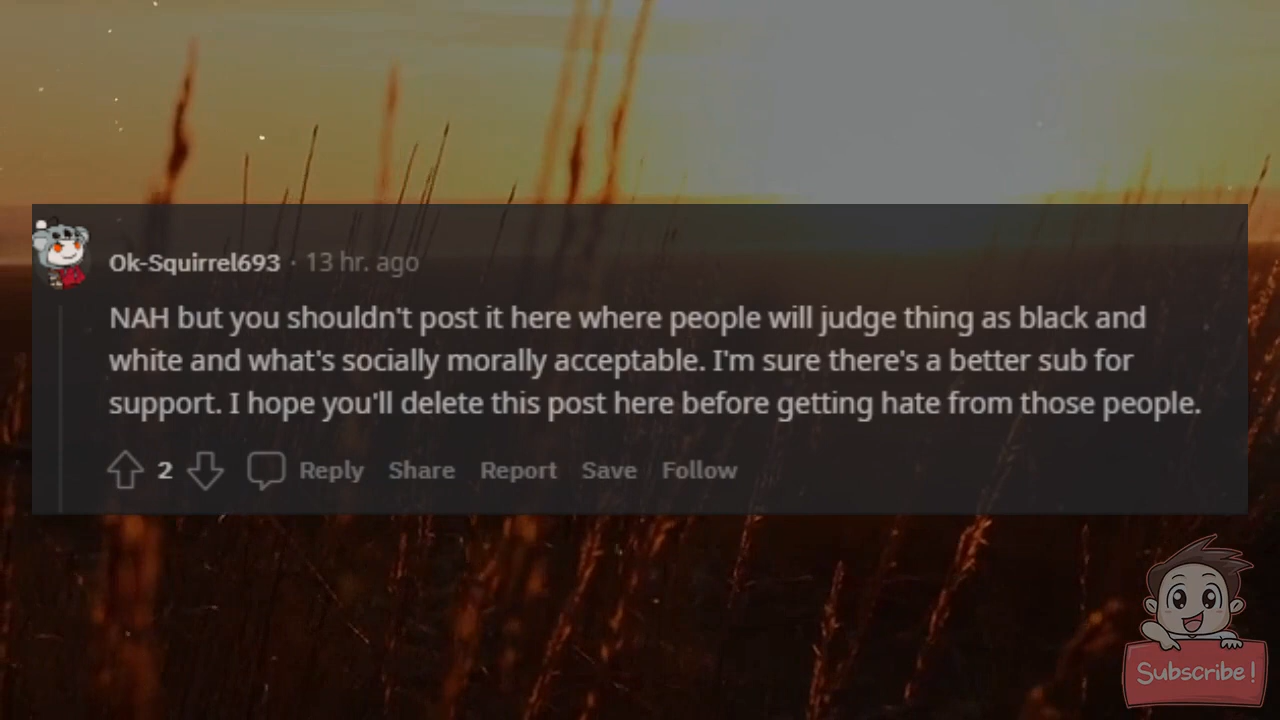 Ok-Squirrel693 · 13 hr. ago
NAH but you shouldn't post it here where people will judge thing as black and
white and what's socially morally acceptable. I'm sure there's a better sub for
support. I hope you'll delete this post here before getting hate from those people.
2 Reply Share Report Save Follow
Subscribe!